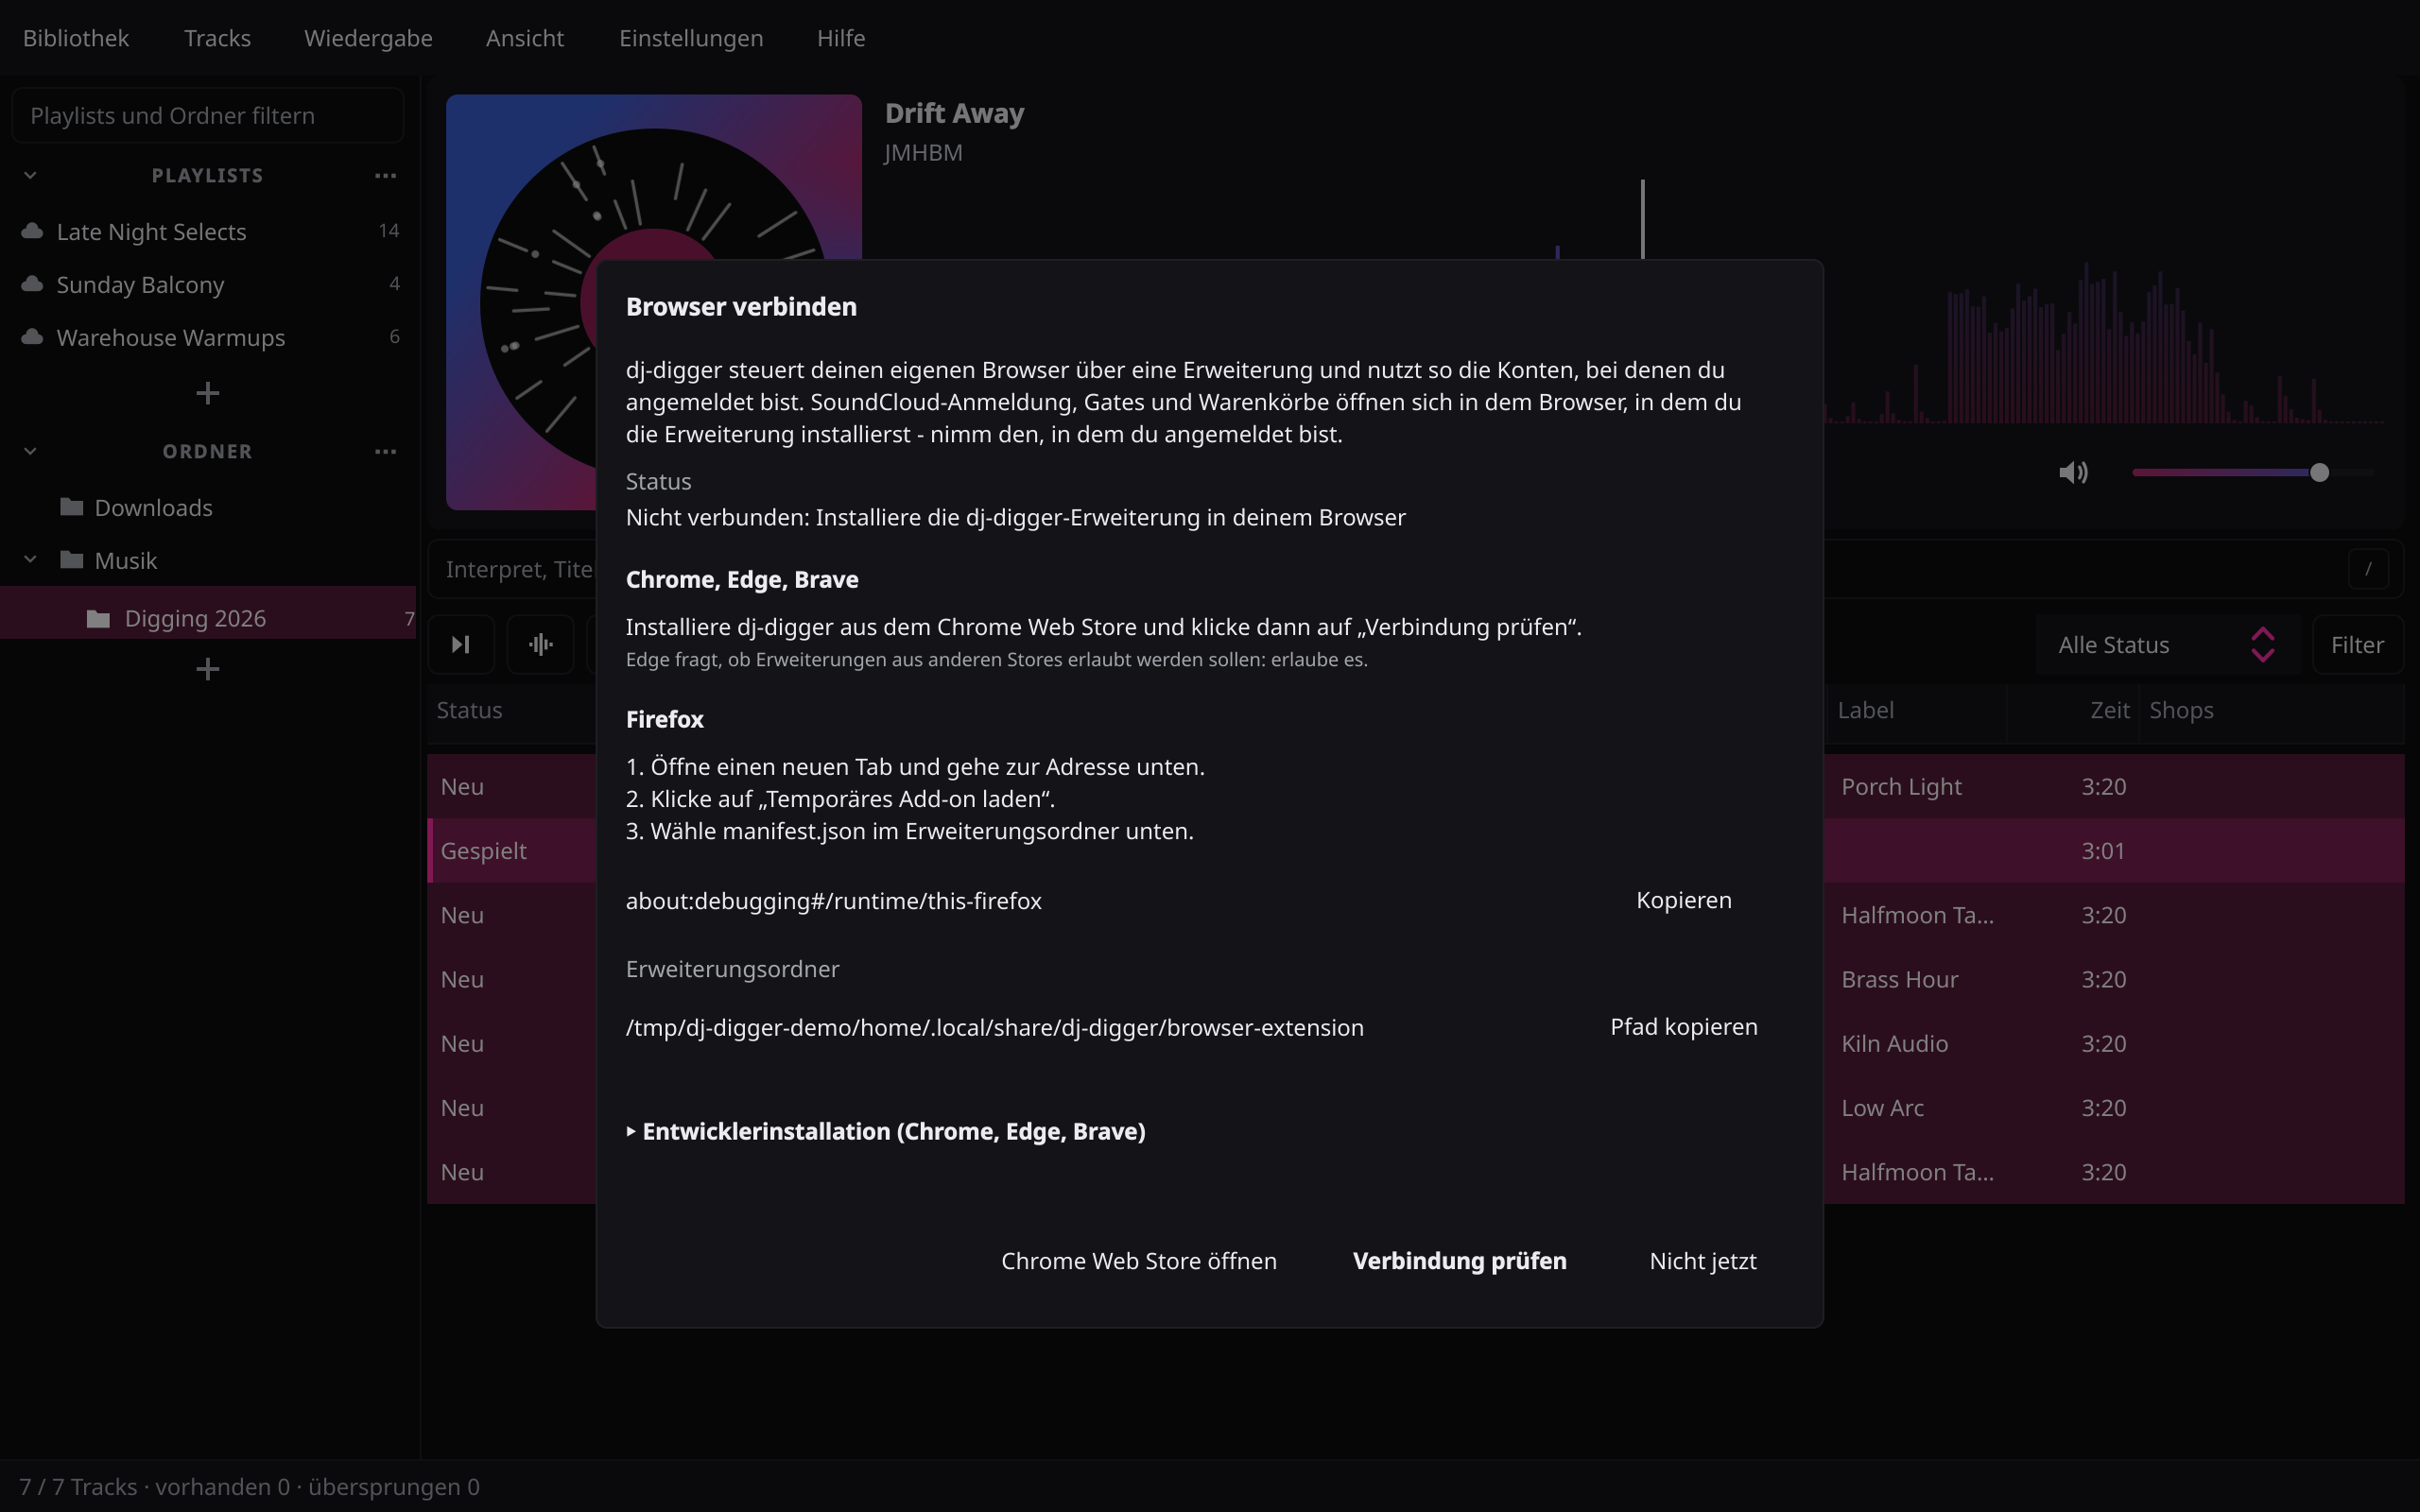 Bibliothek Tracks Wiedergabe Ansicht Einstellungen Hilfe
Playlists und Ordner filtern
PLAYLISTS ...
Late Night Selects 14
Sunday Balcony 4
Warehouse Warmups 6
+
ORDNER ...
Downloads
Musik
Digging 2026 7
+
Drift Away
JMHBM
Interpret, Tite
/
Alle Status
Filter
Status
Label Zeit Shops
Neu Porch Light 3:20
Gespielt 3:01
Neu Halfmoon Ta... 3:20
Neu Brass Hour 3:20
Neu Kiln Audio 3:20
Neu Low Arc 3:20
Neu Halfmoon Ta... 3:20
Browser verbinden
dj-digger steuert deinen eigenen Browser über eine Erweiterung und nutzt so die Konten, bei denen du
angemeldet bist. SoundCloud-Anmeldung, Gates und Warenkörbe öffnen sich in dem Browser, in dem du
die Erweiterung installierst - nimm den, in dem du angemeldet bist.
Status
Nicht verbunden: Installiere die dj-digger-Erweiterung in deinem Browser
Chrome, Edge, Brave
Installiere dj-digger aus dem Chrome Web Store und klicke dann auf „Verbindung prüfen“.
Edge fragt, ob Erweiterungen aus anderen Stores erlaubt werden sollen: erlaube es.
Firefox
1. Öffne einen neuen Tab und gehe zur Adresse unten.
2. Klicke auf „Temporäres Add-on laden“.
3. Wähle manifest.json im Erweiterungsordner unten.
about:debugging#/runtime/this-firefox Kopieren
Erweiterungsordner
/tmp/dj-digger-demo/home/.local/share/dj-digger/browser-extension Pfad kopieren
Entwicklerinstallation (Chrome, Edge, Brave)
Chrome Web Store öffnen Verbindung prüfen Nicht jetzt
7 / 7 Tracks · vorhanden 0 · übersprungen 0